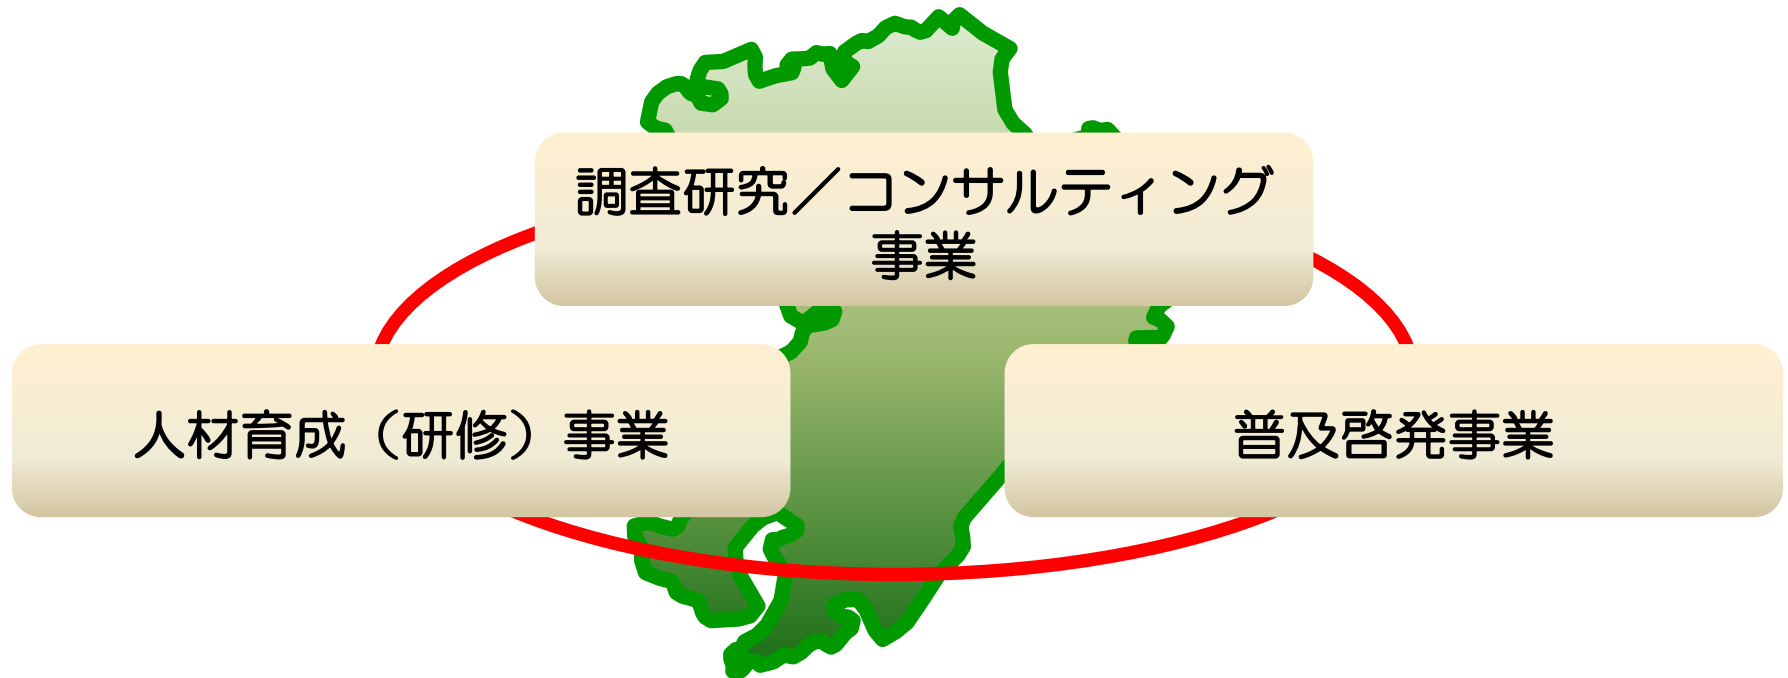 調査研究／コンサルティング
事業
人材育成（研修）事業
普及啓発事業